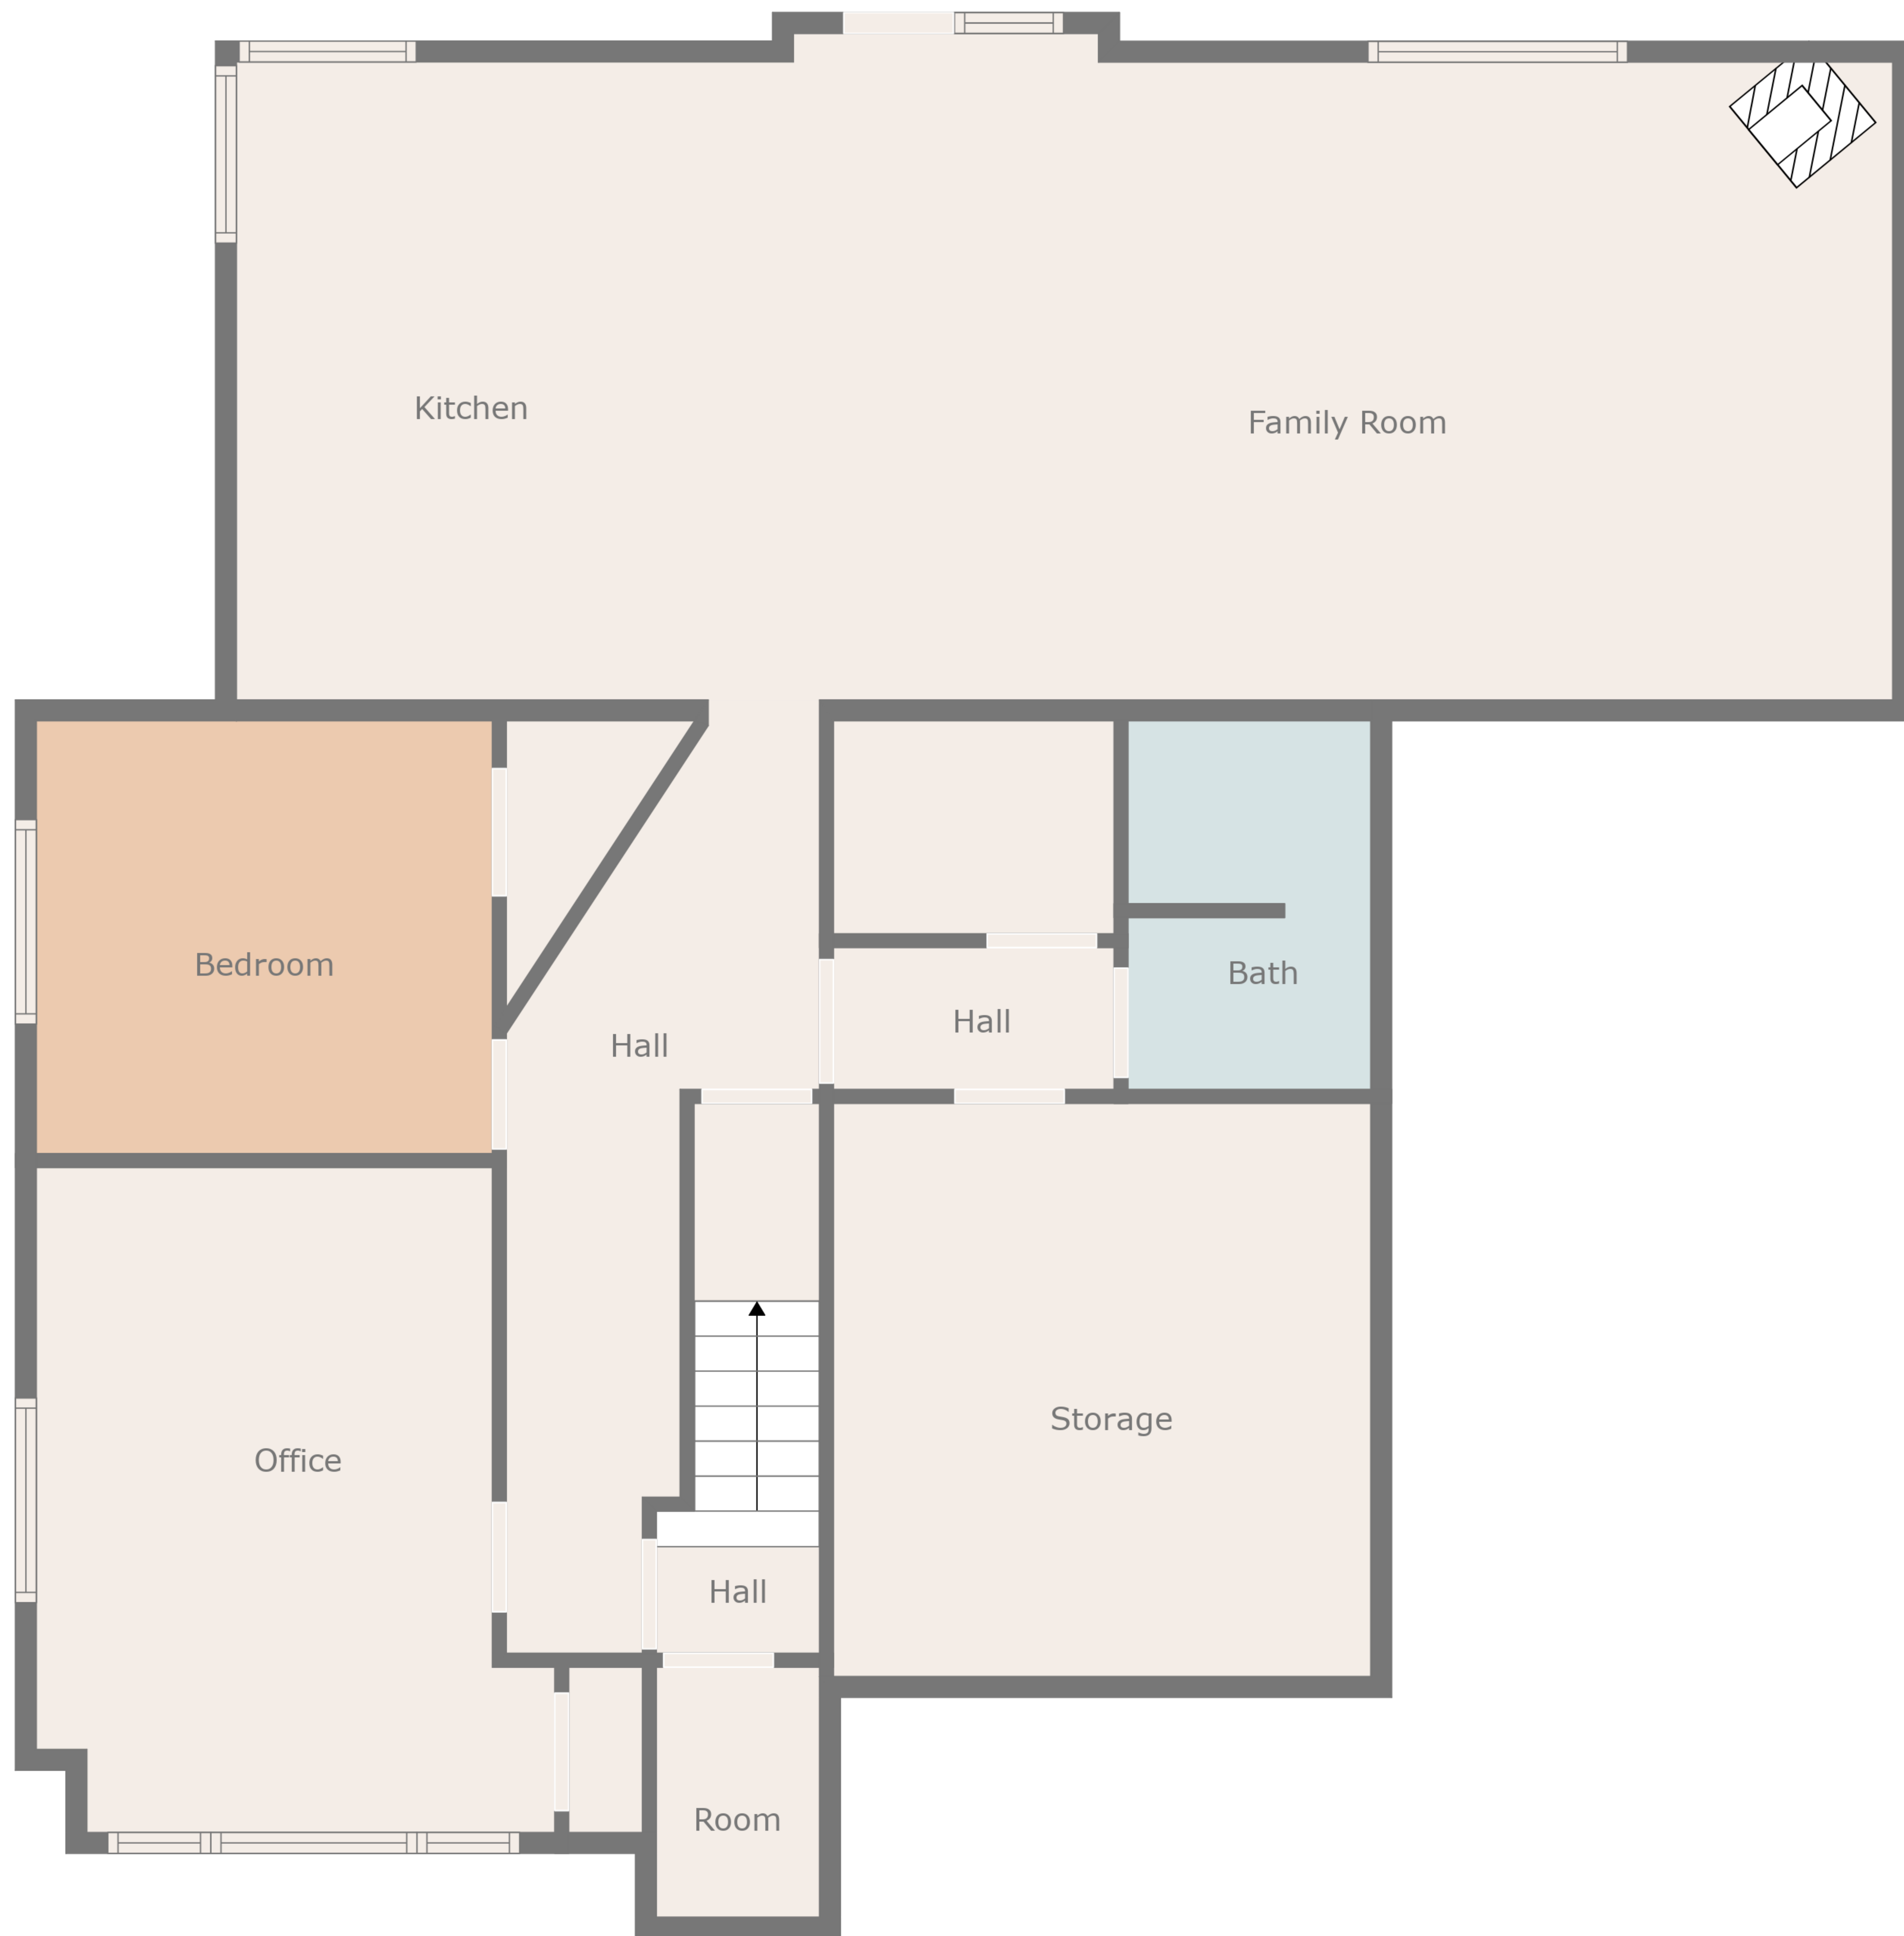 Kitchen
Family Room
Bedroom
Bath
Hall
Hall
Storage
Office
Hall
Room